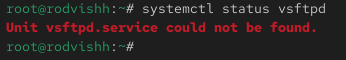 root@rodvishh:~# systemctl status vsftpd
Unit vsftpd.service could not be found.
root@rodvishh:~#